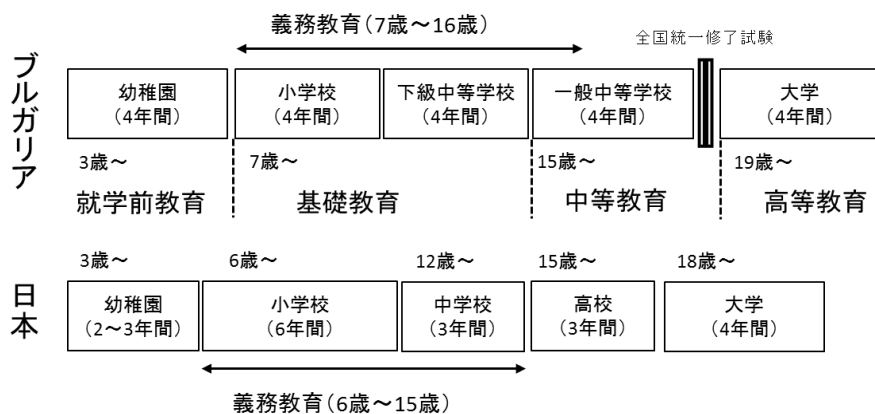 義務教育（7歳～16歳）
全国統一修了試験
ブルガリア
幼稚園
（4年間）
小学校
（4年間）
下級中等学校
（4年間）
一般中等学校
（4年間）
大学
（4年間）
3歳～
7歳～
15歳～
19歳～
就学前教育
基礎教育
中等教育
高等教育
3歳～
6歳～
12歳～
15歳～
18歳～
日本
幼稚園
（2～3年間）
小学校
（6年間）
中学校
（3年間）
高校
（3年間）
大学
（4年間）
義務教育（6歳～15歳）